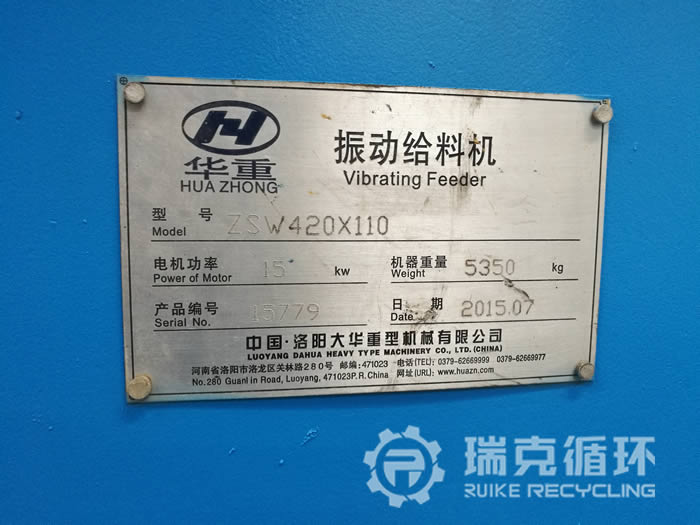 华重
HUA ZHONG
振动给料机
Vibrating Feeder
型 号
Model ZSW420X110
电机功率 15 kw 机器重量 5350 kg
Power of Motor Weight
产品编号 15779 日 期 2015.07
Serial No. Date
中国·洛阳大华重型机械有限公司
LUOYANG DAHUA HEAVY TYPE MACHINERY CO., LTD.(CHINA)
河南省洛阳市洛龙区关林路280号 邮编:471023 电话(TEL): 0379-62669999 0379-62669977
No.280 Guanlin Road, Luoyang, 471023P.R.China 网址(URL): www.huazn.com
瑞克循环
RUIKE RECYCLING